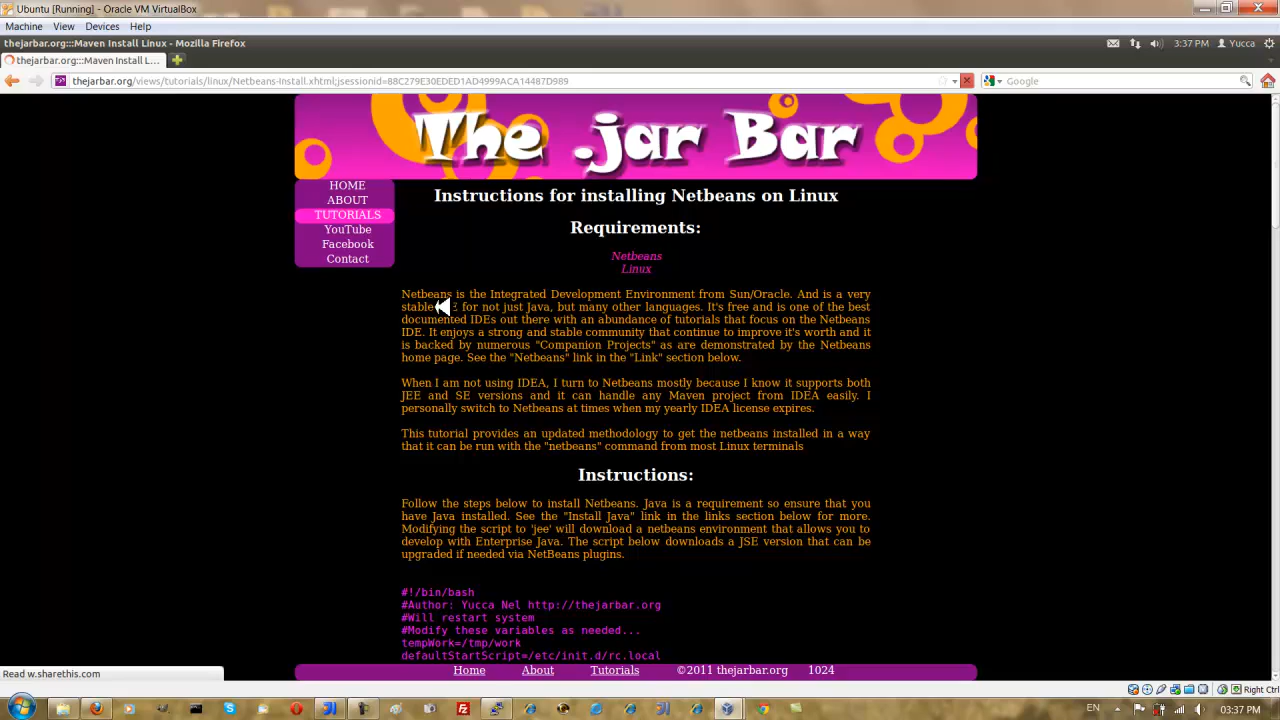 Ubuntu [Running] - Oracle VM VirtualBox
Machine View Devices Help
thejarbar.org:::Maven Install Linux - Mozilla Firefox
3:37 PM Yucca
thejarbar.org:::Maven Install L...
thejarbar.org/views/tutorials/linux/Netbeans-Install.xhtml;jsessionid=88C279E30EDED1AD4999ACA14487D989
Google
The .jar Bar
HOME
ABOUT
TUTORIALS
YouTube
Facebook
Contact
Instructions for installing Netbeans on Linux
Requirements:
Netbeans
Linux
Netbeans is the Integrated Development Environment from Sun/Oracle. And is a very
stable E for not just Java, but many other languages. It's free and is one of the best
documented IDEs out there with an abundance of tutorials that focus on the Netbeans
IDE. It enjoys a strong and stable community that continue to improve it's worth and it
is backed by numerous "Companion Projects" as are demonstrated by the Netbeans
home page. See the "Netbeans" link in the "Link" section below.
When I am not using IDEA, I turn to Netbeans mostly because I know it supports both
JEE and SE versions and it can handle any Maven project from IDEA easily. I
personally switch to Netbeans at times when my yearly IDEA license expires.
This tutorial provides an updated methodology to get the netbeans installed in a way
that it can be run with the "netbeans" command from most Linux terminals
Instructions:
Follow the steps below to install Netbeans. Java is a requirement so ensure that you
have Java installed. See the "Install Java" link in the links section below for more.
Modifying the script to 'jee' will download a netbeans environment that allows you to
develop with Enterprise Java. The script below downloads a JSE version that can be
upgraded if needed via NetBeans plugins.
#!/bin/bash
#Author: Yucca Nel http://thejarbar.org
#Will restart system
#Modify these variables as needed...
tempWork=/tmp/work
defaultStartScript=/etc/init.d/rc.local
Home About Tutorials ©2011 thejarbar.org 1024
Read w.sharethis.com
Right Ctrl
EN 03:37 PM